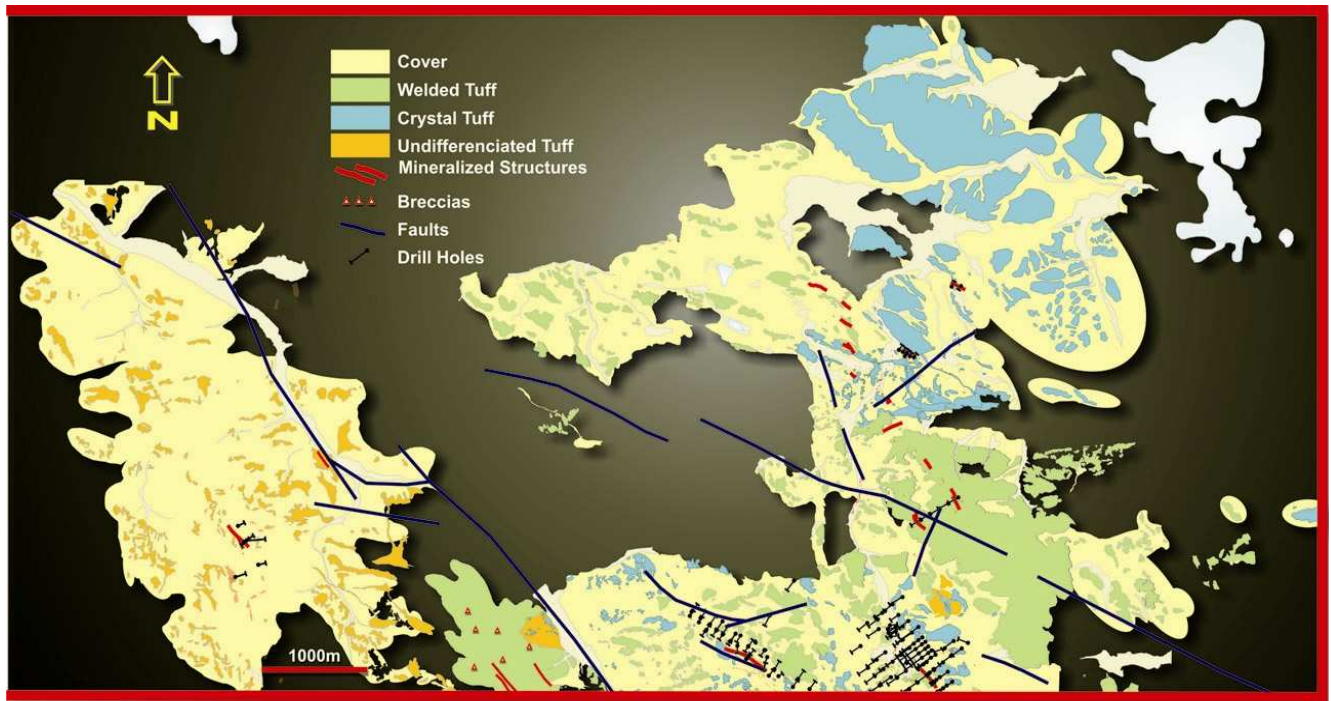 N
Cover
Welded Tuff
Crystal Tuff
Undifferenciated Tuff
Mineralized Structures
Breccias
Faults
Drill Holes
1000m